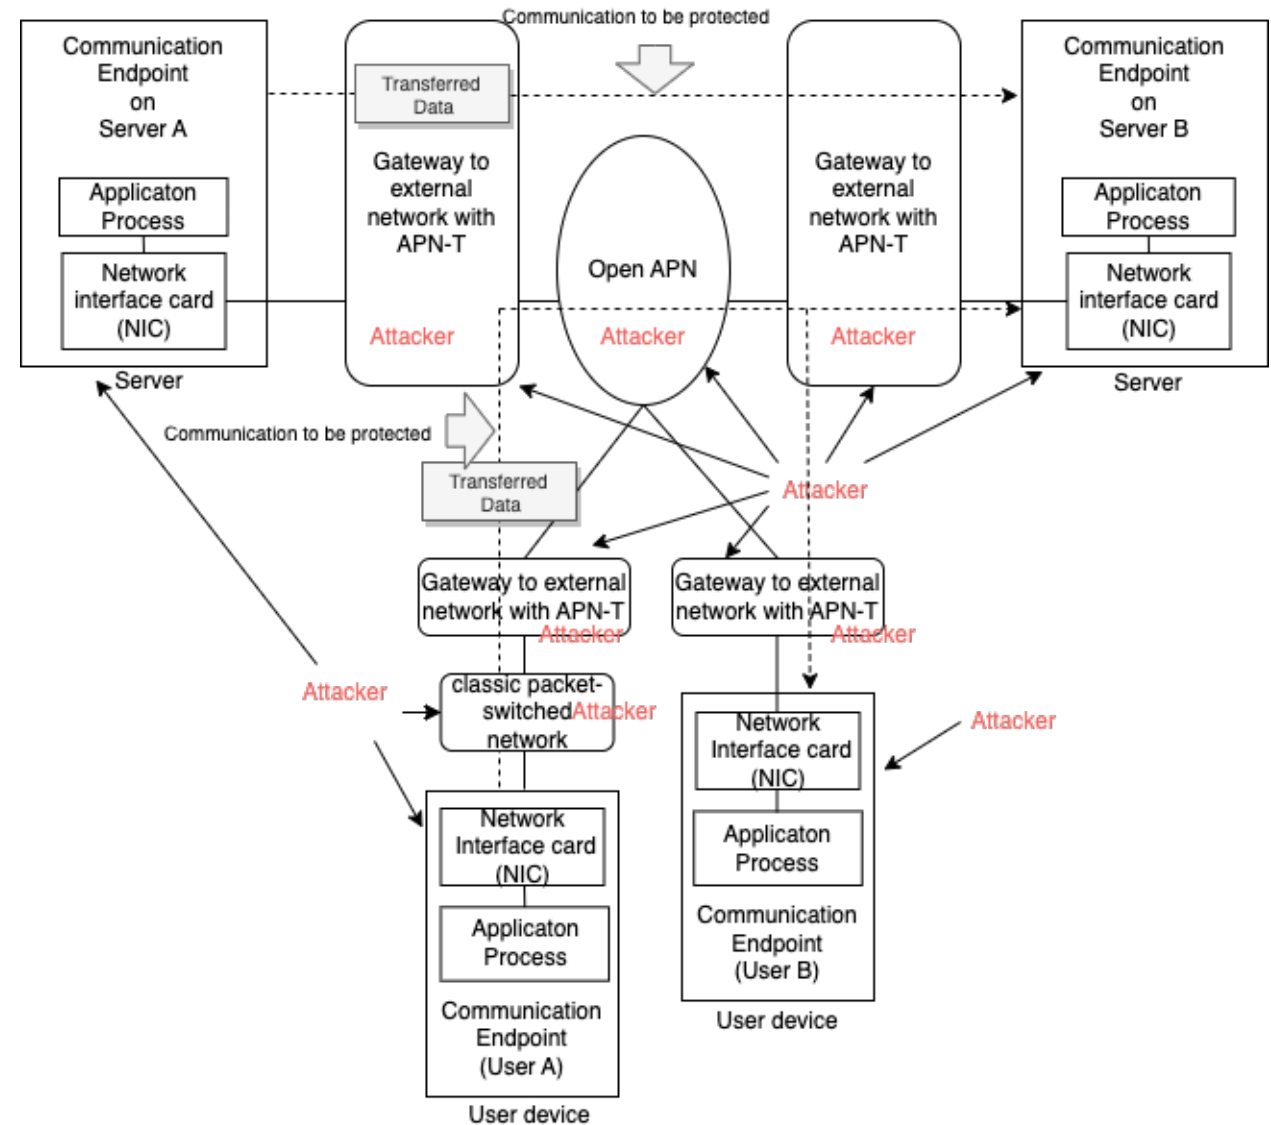 Communication to be protected
Communication
Endpoint
on
Server A
Transferred
Data
Communication
Endpoint
on
Server B
Gateway to
external
network with
APN-T
Gateway to
external
network with
APN-T
Applicaton
Process
Applicaton
Process
Open APN
Network
interface card
(NIC)
Network
interface card
(NIC)
Attacker
Attacker
Attacker
Server
Server
Communication to be protected
Transferred
Data
Attacker
Gateway to external
network with APN-T
Attacker
Gateway to external
network with APN-T
Attacker
Attacker
classic packet-
switched
network
Attacker
Attacker
Network
Interface card
(NIC)
Applicaton
Process
Communication
Endpoint
(User B)
User device
Network
Interface card
(NIC)
Applicaton
Process
Communication
Endpoint
(User A)
User device